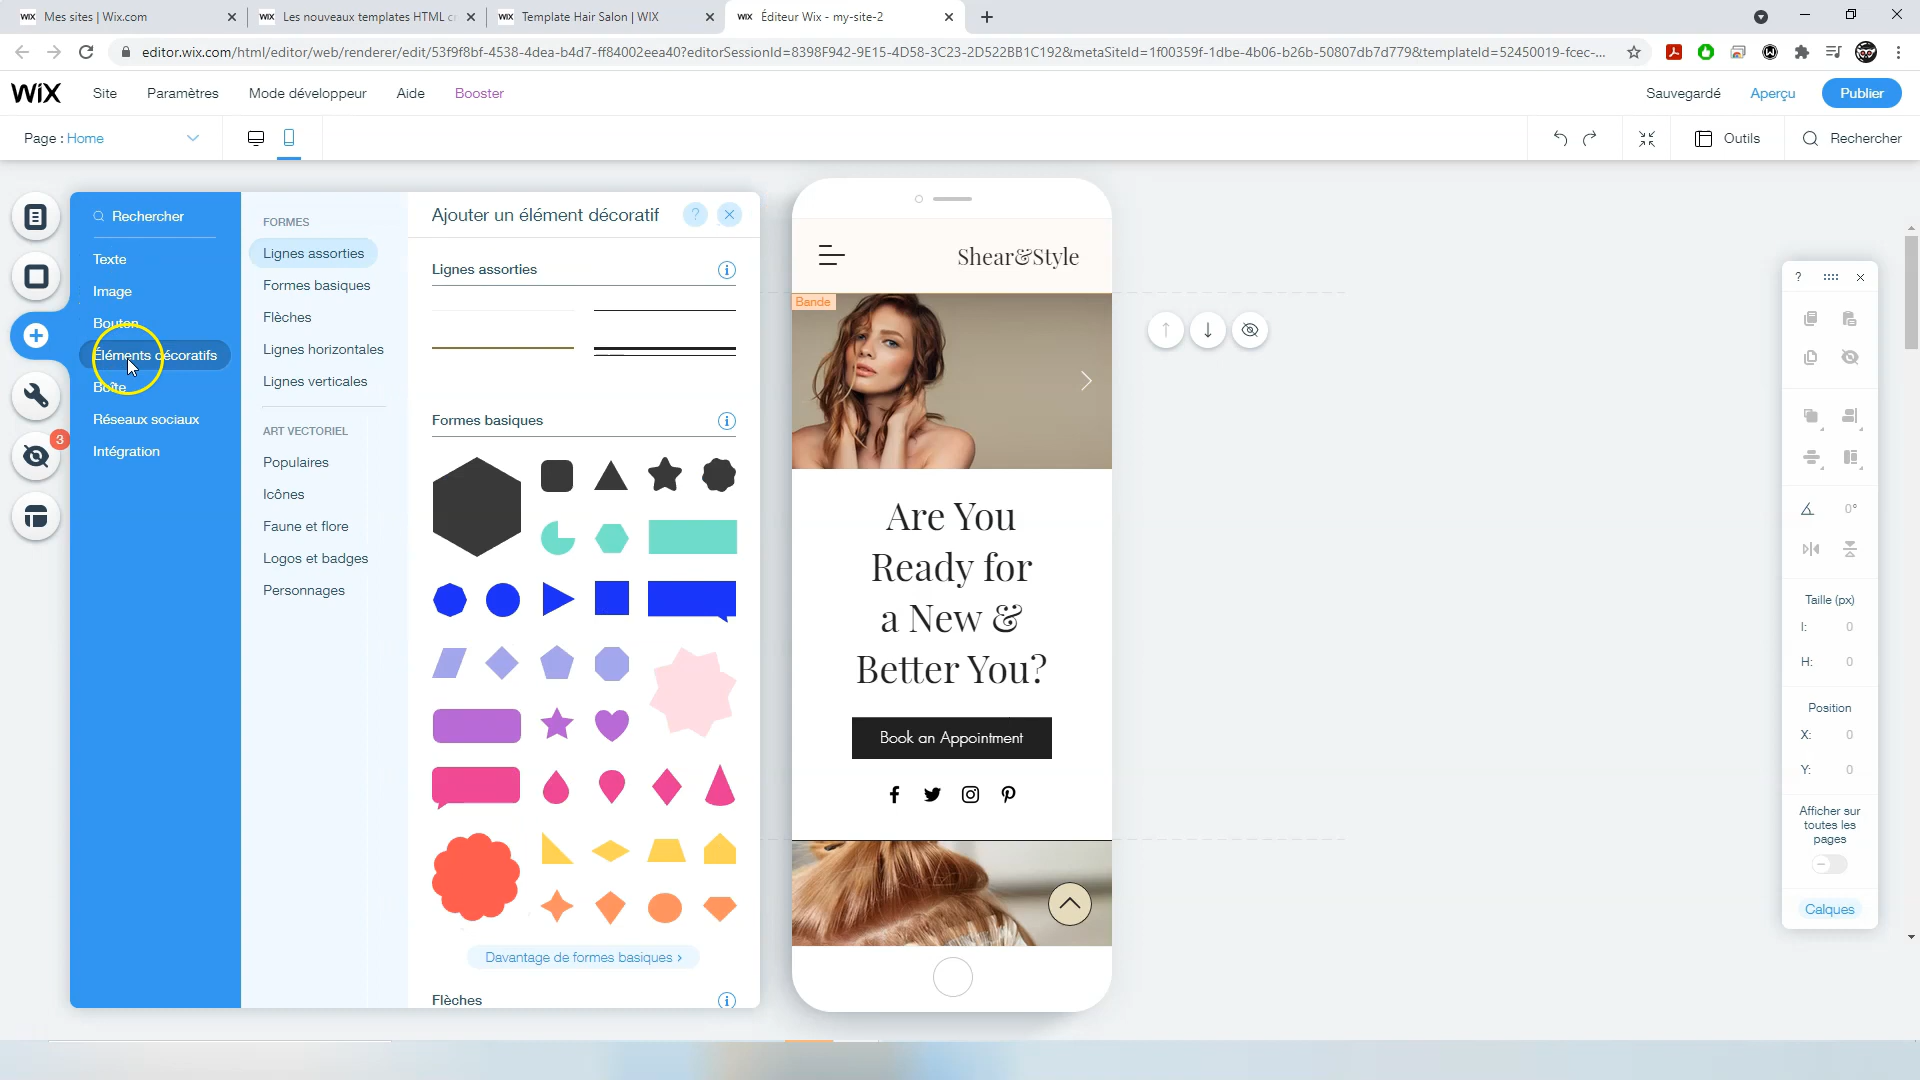 Mes sites | Wix.com
Les nouveaux templates HTML c
Template Hair Salon | WIX
Éditeur Wix - my-site-2
editor.wix.com/html/editor/web/renderer/edit/53f9f8bf-4538-4dea-b4d7-ff84002eea40?editorSessionId=8398F942-9E15-4D58-3C23-2D522BB1C192&metaSiteId=1f00359f-1dbe-4b06-b26b-50807db7d779&templateId=52450019-fcec-...
WiX
Site
Paramètres
Mode développeur
Aide
Booster
Sauvegardé
Aperçu
Publier
Page : Home
Outils
Rechercher
Rechercher
Texte
Image
Bouton
Éléments décoratifs
Boîte
Réseaux sociaux
Intégration
3
FORMES
Lignes assorties
Formes basiques
Flèches
Lignes horizontales
Lignes verticales
ART VECTORIEL
Populaires
Icônes
Faune et flore
Logos et badges
Personnages
Ajouter un élément décoratif
?
Lignes assorties
Formes basiques
Davantage de formes basiques >
Flèches
Shear&Style
Bande
Are You
Ready for
a New &
Better You?
Book an Appointment
?
0°
Taille (px)
l: 0
H: 0
Position
X: 0
Y: 0
Afficher sur
toutes les
pages
Calques